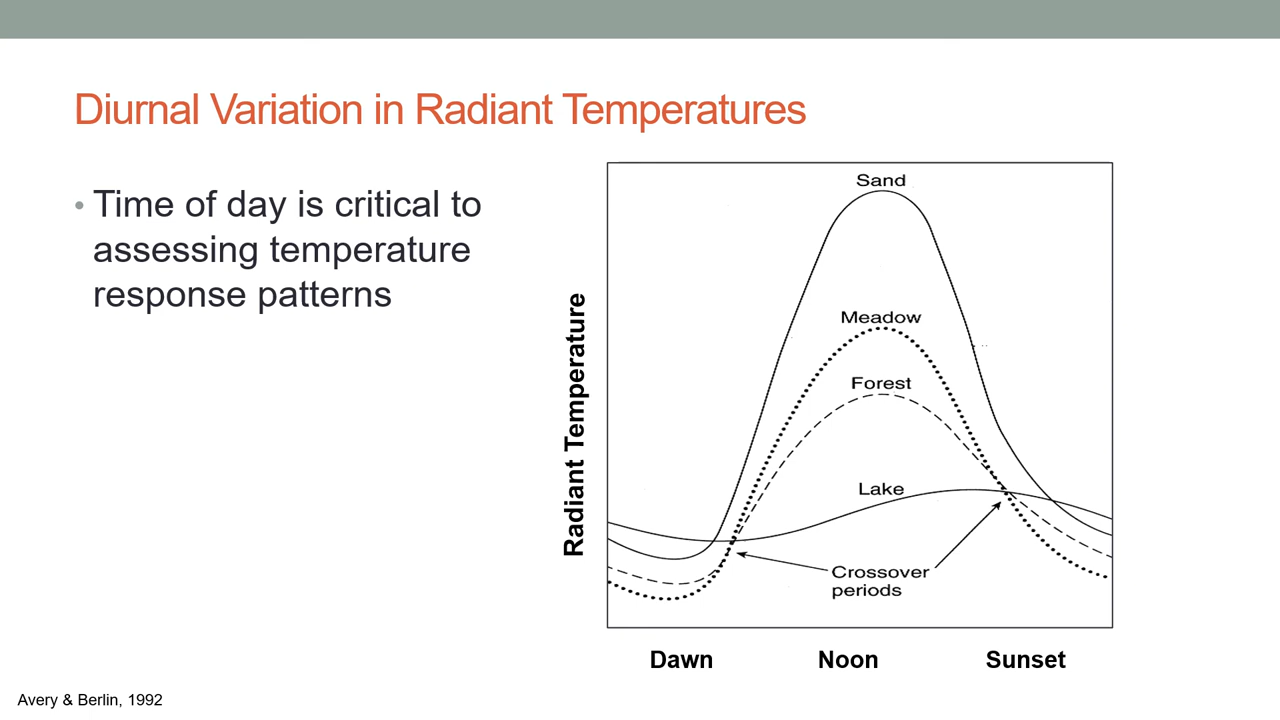 Diurnal Variation in Radiant Temperatures
• Time of day is critical to
assessing temperature
response patterns
Radiant Temperature
Sand
Meadow
Forest
Lake
Crossover
periods
Dawn
Noon
Sunset
Avery & Berlin, 1992